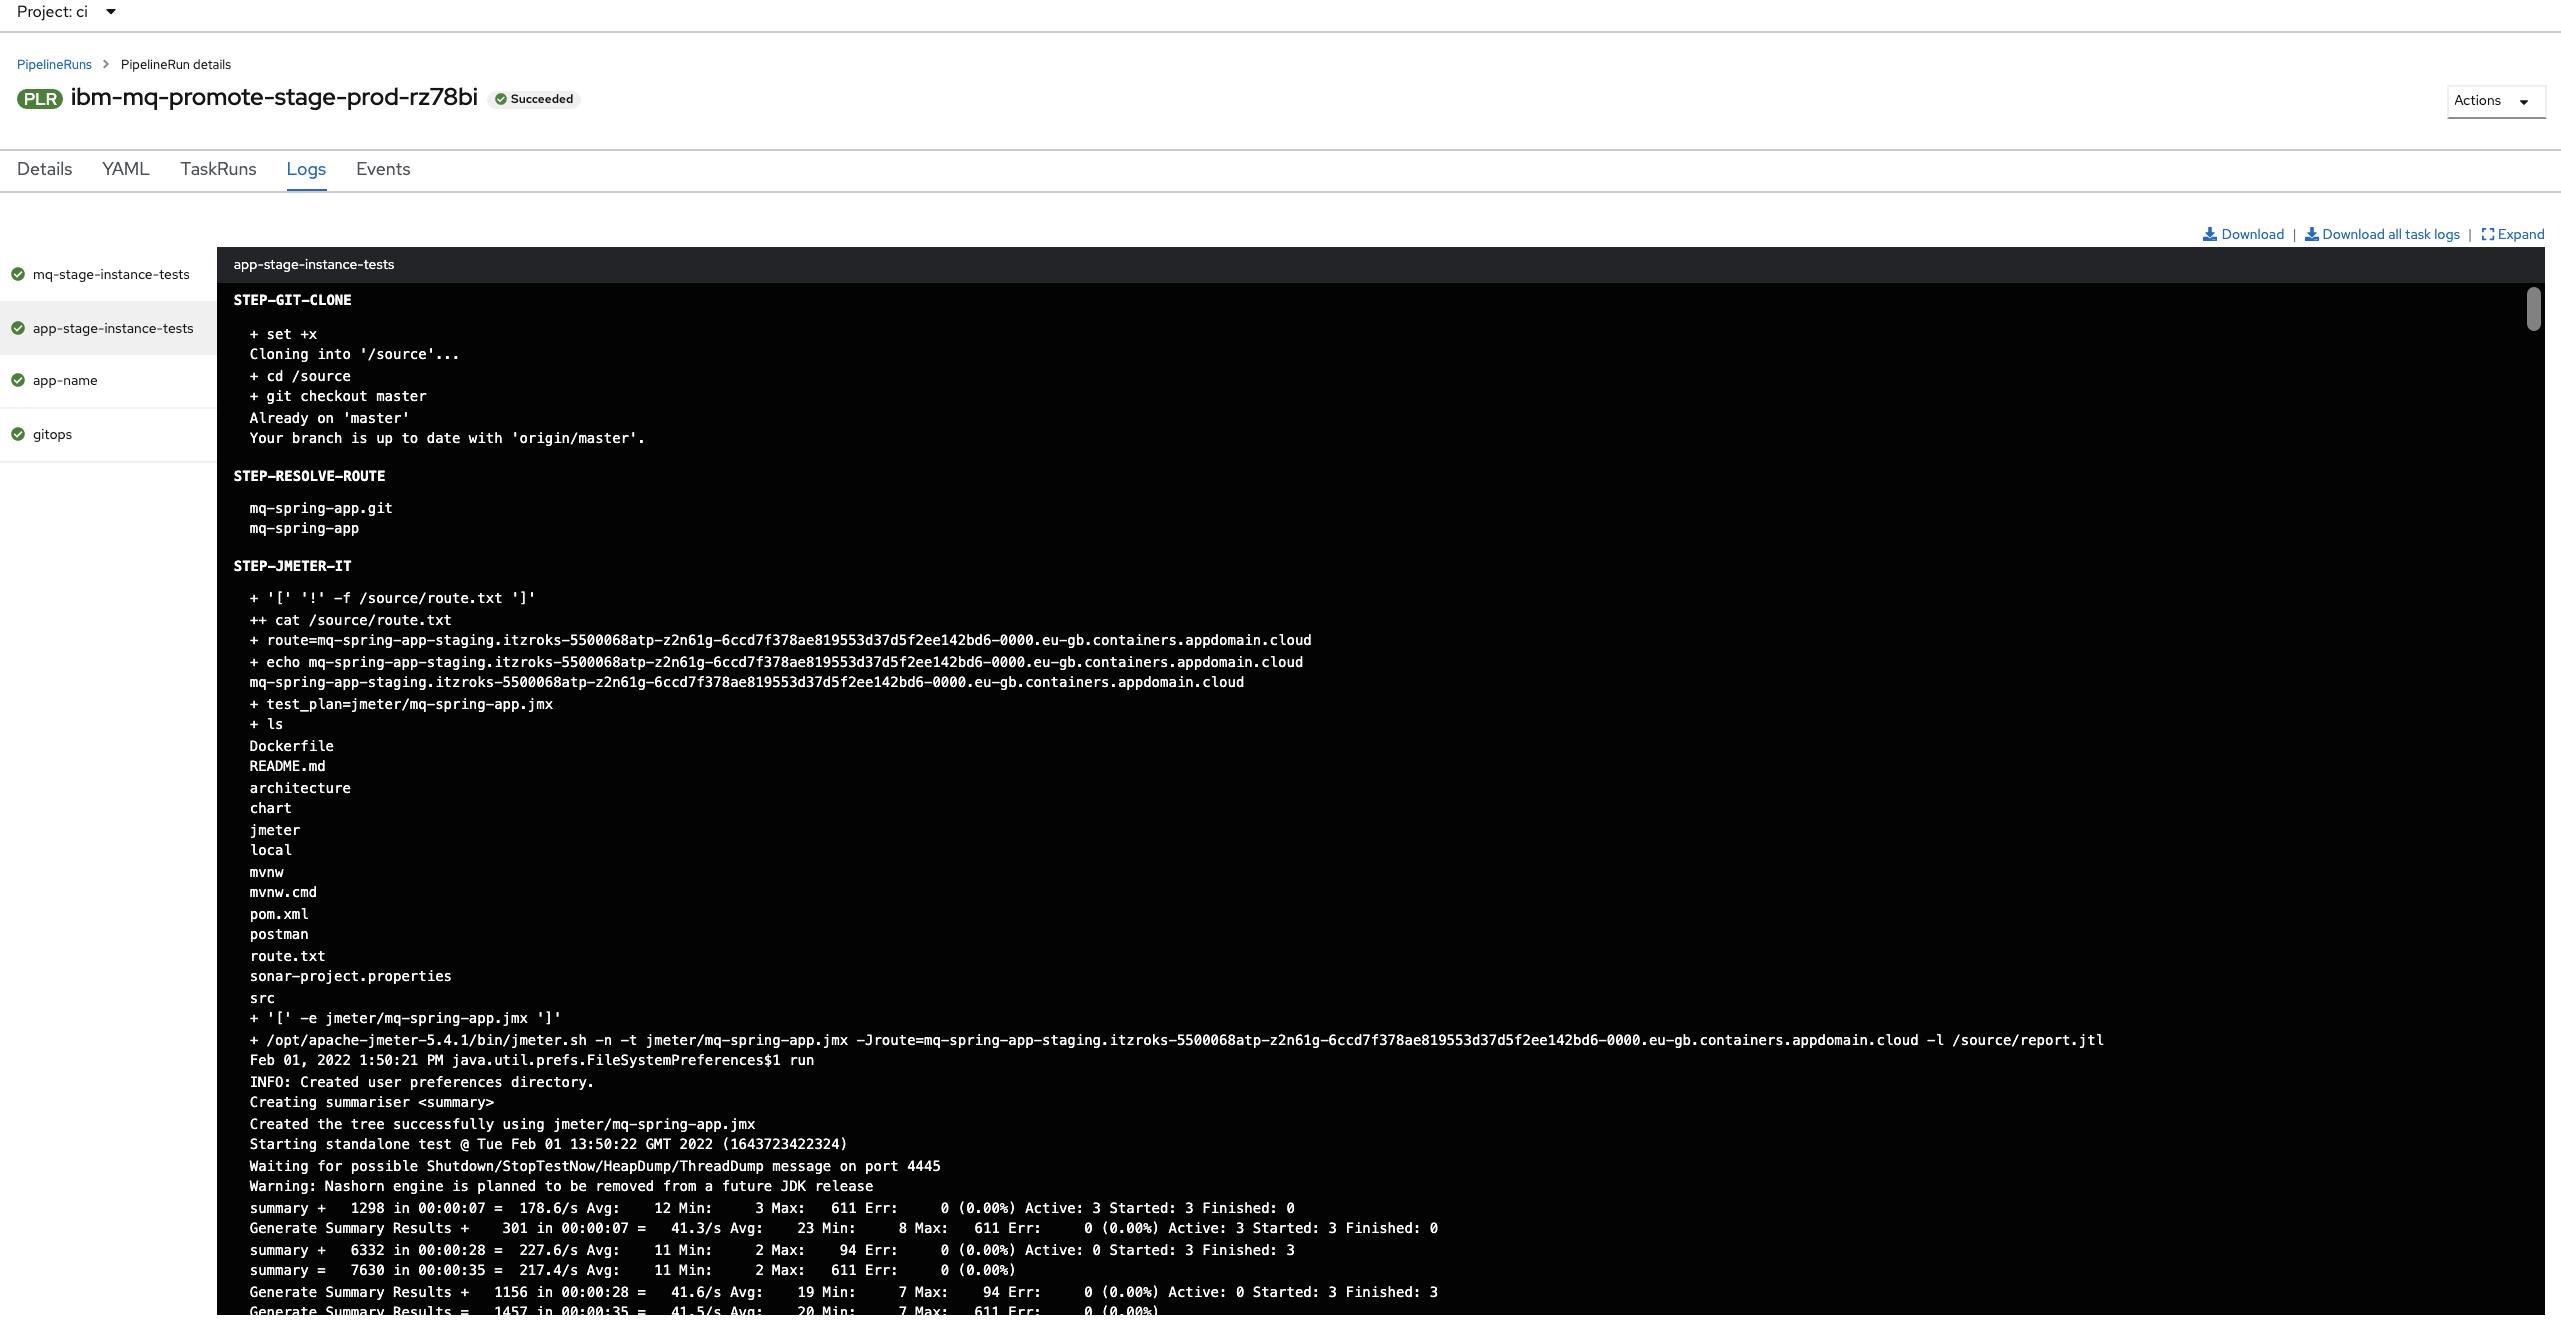 Project: ci
PipelineRuns > PipelineRun details
PLR ibm-mq-promote-stage-prod-rz78bi Succeeded
Actions
Details YAML TaskRuns Logs Events
Download | Download all task logs | Expand
mq-stage-instance-tests
app-stage-instance-tests
app-name
gitops
app-stage-instance-tests
STEP-GIT-CLONE
+ set +x
Cloning into '/source'...
+ cd /source
+ git checkout master
Already on 'master'
Your branch is up to date with 'origin/master'.
STEP-RESOLVE-ROUTE
mq-spring-app.git
mq-spring-app
STEP-JMETER-IT
+ '[' '!' -f /source/route.txt ']'
++ cat /source/route.txt
+ route=mq-spring-app-staging.itzroks-5500068atp-z2n61g-6ccd7f378ae819553d37d5f2ee142bd6-0000.eu-gb.containers.appdomain.cloud
+ echo mq-spring-app-staging.itzroks-5500068atp-z2n61g-6ccd7f378ae819553d37d5f2ee142bd6-0000.eu-gb.containers.appdomain.cloud
mq-spring-app-staging.itzroks-5500068atp-z2n61g-6ccd7f378ae819553d37d5f2ee142bd6-0000.eu-gb.containers.appdomain.cloud
+ test_plan=jmeter/mq-spring-app.jmx
+ ls
Dockerfile
README.md
architecture
chart
jmeter
local
mvnw
mvnw.cmd
pom.xml
postman
route.txt
sonar-project.properties
src
+ '[' -e jmeter/mq-spring-app.jmx ']'
+ /opt/apache-jmeter-5.4.1/bin/jmeter.sh -n -t jmeter/mq-spring-app.jmx -Jroute=mq-spring-app-staging.itzroks-5500068atp-z2n61g-6ccd7f378ae819553d37d5f2ee142bd6-0000.eu-gb.containers.appdomain.cloud -l /source/report.jtl
Feb 01, 2022 1:50:21 PM java.util.prefs.FileSystemPreferences$1 run
INFO: Created user preferences directory.
Creating summariser <summary>
Created the tree successfully using jmeter/mq-spring-app.jmx
Starting standalone test @ Tue Feb 01 13:50:22 GMT 2022 (1643723422324)
Waiting for possible Shutdown/StopTestNow/HeapDump/ThreadDump message on port 4445
Warning: Nashorn engine is planned to be removed from a future JDK release
summary +   1298 in 00:00:07 =  178.6/s Avg:    12 Min:     3 Max:   611 Err:     0 (0.00%) Active: 3 Started: 3 Finished: 0
Generate Summary Results +    301 in 00:00:07 =   41.3/s Avg:    23 Min:     8 Max:   611 Err:     0 (0.00%) Active: 3 Started: 3 Finished: 0
summary +   6332 in 00:00:28 =  227.6/s Avg:    11 Min:     2 Max:    94 Err:     0 (0.00%) Active: 0 Started: 3 Finished: 3
summary =   7630 in 00:00:35 =  217.4/s Avg:    11 Min:     2 Max:   611 Err:     0 (0.00%)
Generate Summary Results +   1156 in 00:00:28 =   41.6/s Avg:    19 Min:     7 Max:    94 Err:     0 (0.00%) Active: 0 Started: 3 Finished: 3
Generate Summary Results =   1457 in 00:00:35 =   41.5/s Avg:    20 Min:     7 Max:   611 Err:     0 (0.00%)